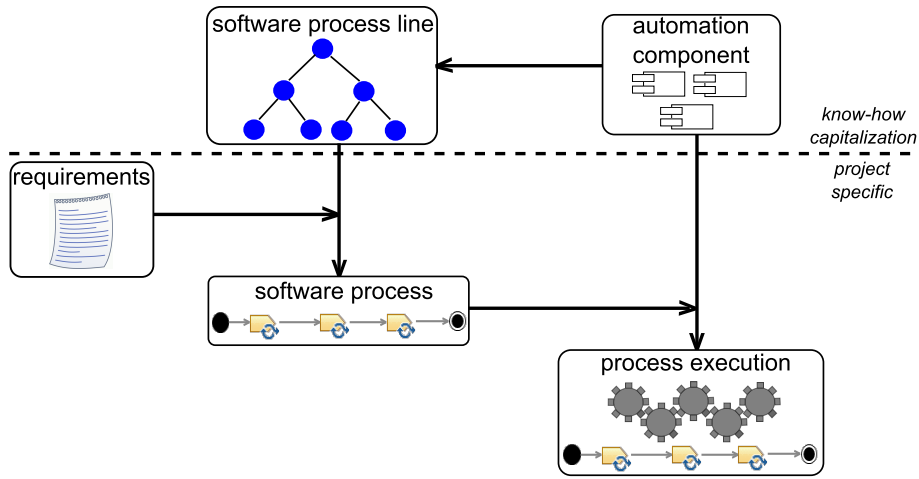 software process line
automation
component
know-how
capitalization
requirements
project
specific
software process
process execution